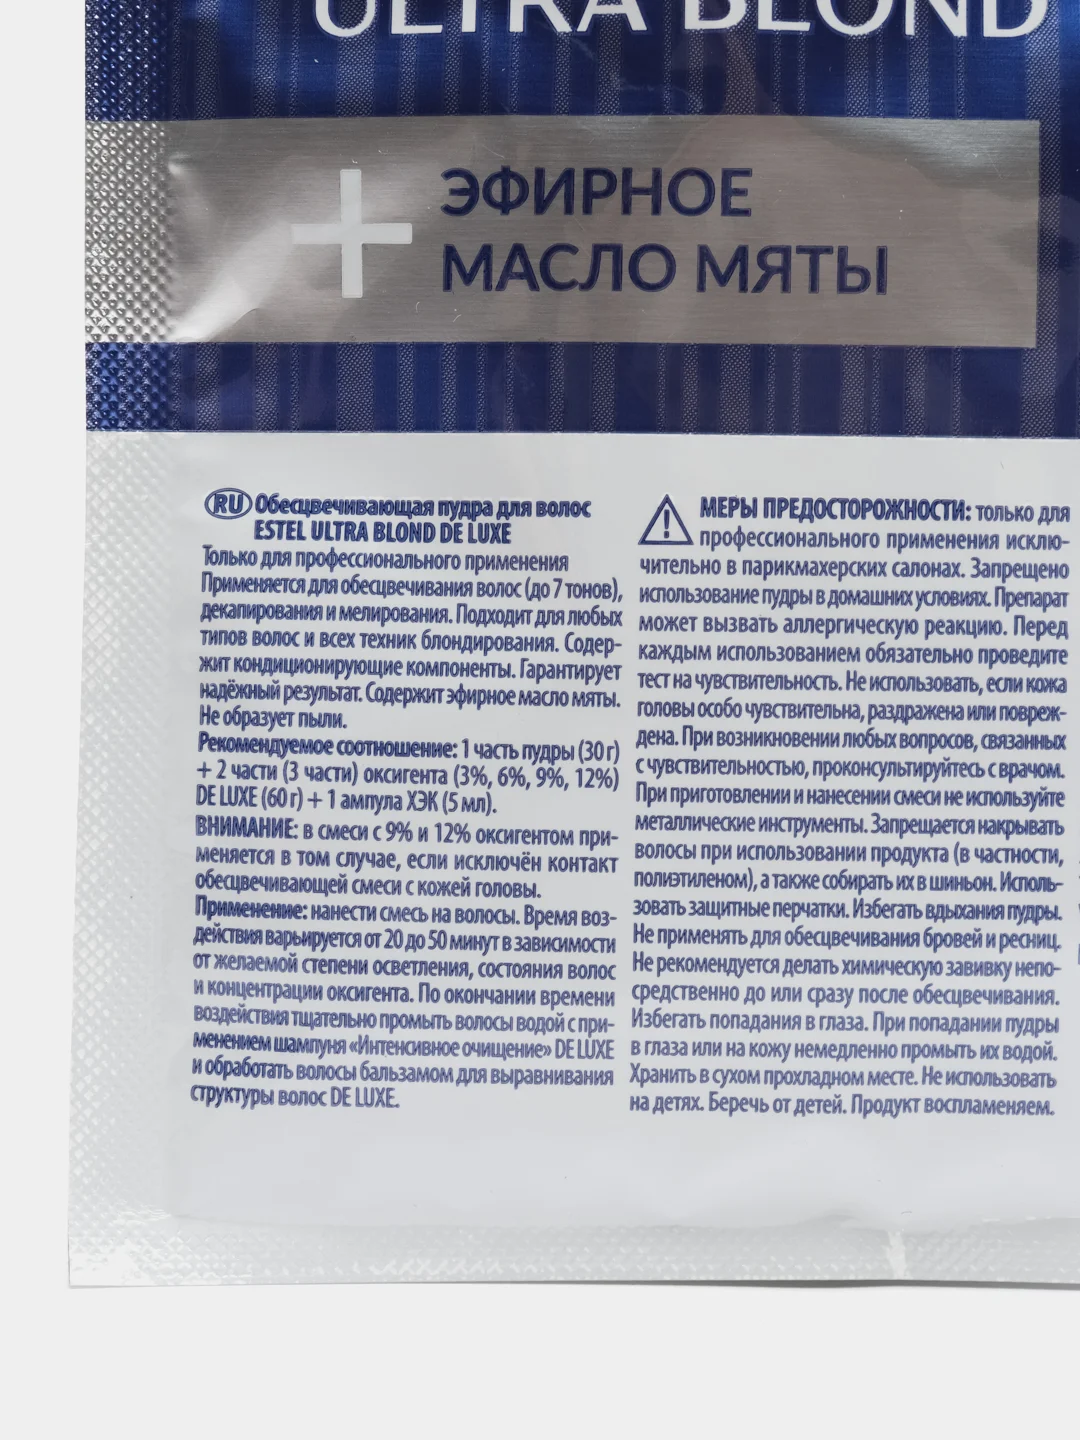 ULTRA BLOND
+ ЭФИРНОЕ
МАСЛО МЯТЫ
RU Обесцвечивающая пудра для волос
ESTEL ULTRA BLOND DE LUXE
Только для профессионального применения
Применяется для обесцвечивания волос (до 7 тонов),
декапирования и мелирования. Подходит для любых
типов волос и всех техник блондирования. Содер-
жит кондиционирующие компоненты. Гарантирует
надёжный результат. Содержит эфирное масло мяты.
Не образует пыли.
Рекомендуемое соотношение: 1 часть пудры (30 г)
+ 2 части (3 части) оксигента (3%, 6%, 9%, 12%)
DE LUXE (60 г) + 1 ампула ХЭК (5 мл).
ВНИМАНИЕ: в смеси с 9% и 12% оксигентом при-
меняется в том случае, если исключён контакт
обесцвечивающей смеси с кожей головы.
Применение: нанести смесь на волосы. Время воз-
действия варьируется от 20 до 50 минут в зависимости
от желаемой степени осветления, состояния волос
и концентрации оксигента. По окончании времени
воздействия тщательно промыть волосы водой с при-
менением шампуня «Интенсивное очищение» DE LUXE
и обработать волосы бальзамом для выравнивания
структуры волос DE LUXE.
МЕРЫ ПРЕДОСТОРОЖНОСТИ: только для
профессионального применения исклю-
чительно в парикмахерских салонах. Запрещено
использование пудры в домашних условиях. Препарат
может вызвать аллергическую реакцию. Перед
каждым использованием обязательно проведите
тест на чувствительность. Не использовать, если кожа
головы особо чувствительна, раздражена или повреж-
дена. При возникновении любых вопросов, связанных
с чувствительностью, проконсультируйтесь с врачом.
При приготовлении и нанесении смеси не используйте
металлические инструменты. Запрещается накрывать
волосы при использовании продукта (в частности,
полиэтиленом), а также собирать их в шиньон. Исполь-
зовать защитные перчатки. Избегать вдыхания пудры.
Не применять для обесцвечивания бровей и ресниц.
Не рекомендуется делать химическую завивку непо-
средственно до или сразу после обесцвечивания.
Избегать попадания в глаза. При попадании пудры
в глаза или на кожу немедленно промыть их водой.
Хранить в сухом прохладном месте. Не использовать
на детях. Беречь от детей. Продукт воспламеняем.